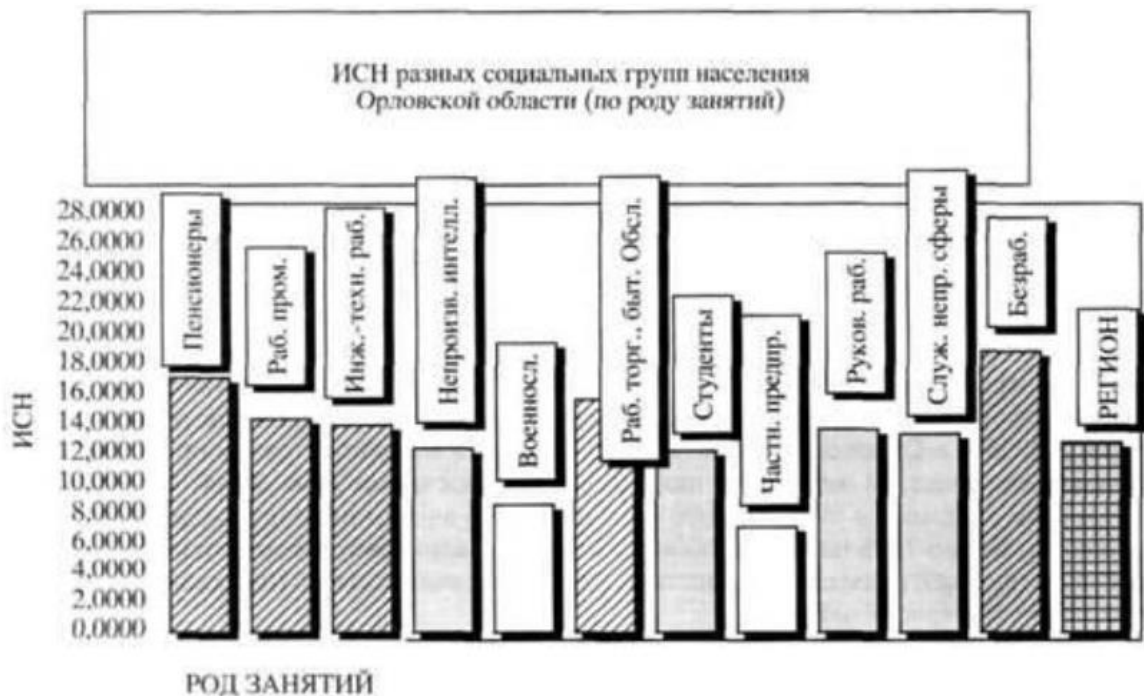 ИСН разных социальных групп населения
Орловской области (по роду занятий)
28,0000
26,0000
24,0000
22,0000
20,0000
18,0000
16,0000
14,0000
12,0000
10,0000
8,0000
6,0000
4,0000
2,0000
0,0000
ИСН
Пенсионеры
Раб. пром.
Инж.-техн. раб.
Непроизв. интелл.
Военносл.
Раб. торг., быт. Обсл.
Студенты
Частн. предпр.
Руков. раб.
Служ. непр. сферы
Безраб.
РЕГИОН
РОД ЗАНЯТИЙ